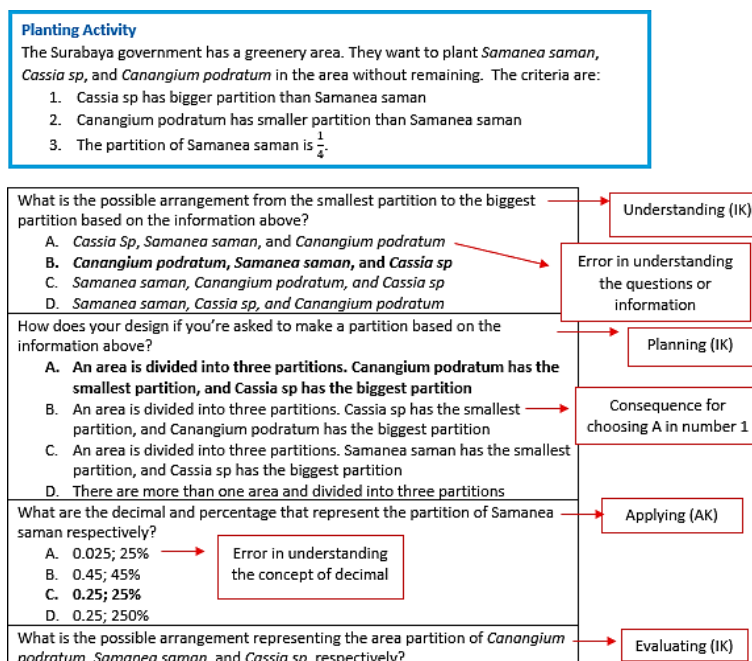 Planting Activity
The Surabaya government has a greenery area. They want to plant Samanea saman,
Cassia sp, and Canangium podratum in the area without remaining. The criteria are:
1. Cassia sp has bigger partition than Samanea saman
2. Canangium podratum has smaller partition than Samanea saman
3. The partition of Samanea saman is 1/4.
What is the possible arrangement from the smallest partition to the biggest
partition based on the information above?
A. Cassia Sp, Samanea saman, and Canangium podratum
B. Canangium podratum, Samanea saman, and Cassia sp
C. Samanea saman, Canangium podratum, and Cassia sp
D. Samanea saman, Cassia sp, and Canangium podratum
Understanding (IK)
Error in understanding
the questions or
information
How does your design if you're asked to make a partition based on the
information above?
A. An area is divided into three partitions. Canangium podratum has the
smallest partition, and Cassia sp has the biggest partition
B. An area is divided into three partitions. Cassia sp has the smallest
partition, and Canangium podratum has the biggest partition
C. An area is divided into three partitions. Samanea saman has the smallest
partition, and Cassia sp has the biggest partition
D. There are more than one area and divided into three partitions
Planning (IK)
Consequence for
choosing A in number 1
What are the decimal and percentage that represent the partition of Samanea
saman respectively?
A. 0.025; 25%
B. 0.45; 45%
C. 0.25; 25%
D. 0.25; 250%
Error in understanding
the concept of decimal
Applying (AK)
What is the possible arrangement representing the area partition of Canangium
podratum, Samanea saman, and Cassia sp, respectively?
Evaluating (IK)